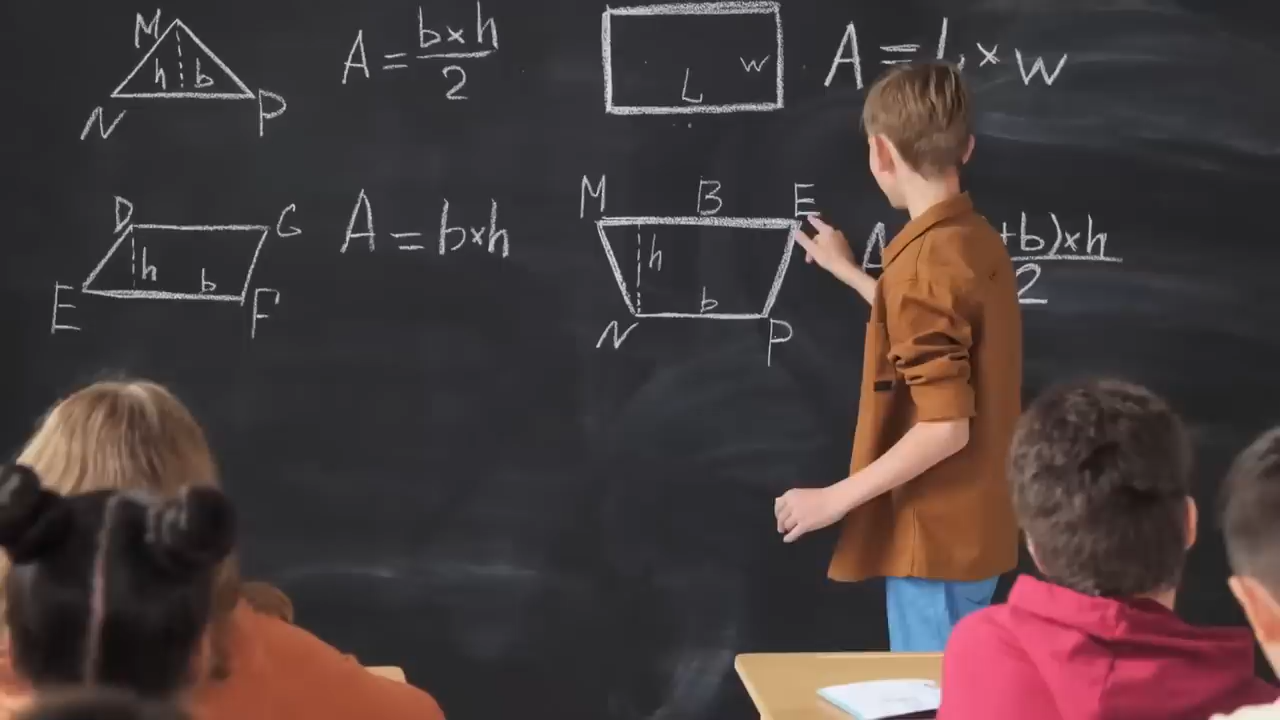 M
h b
N P
A = b×h/2
w
L
A = L × w
D G
h b
E F
A = b×h
M B E
h
b
N P
A
+b)×h
2